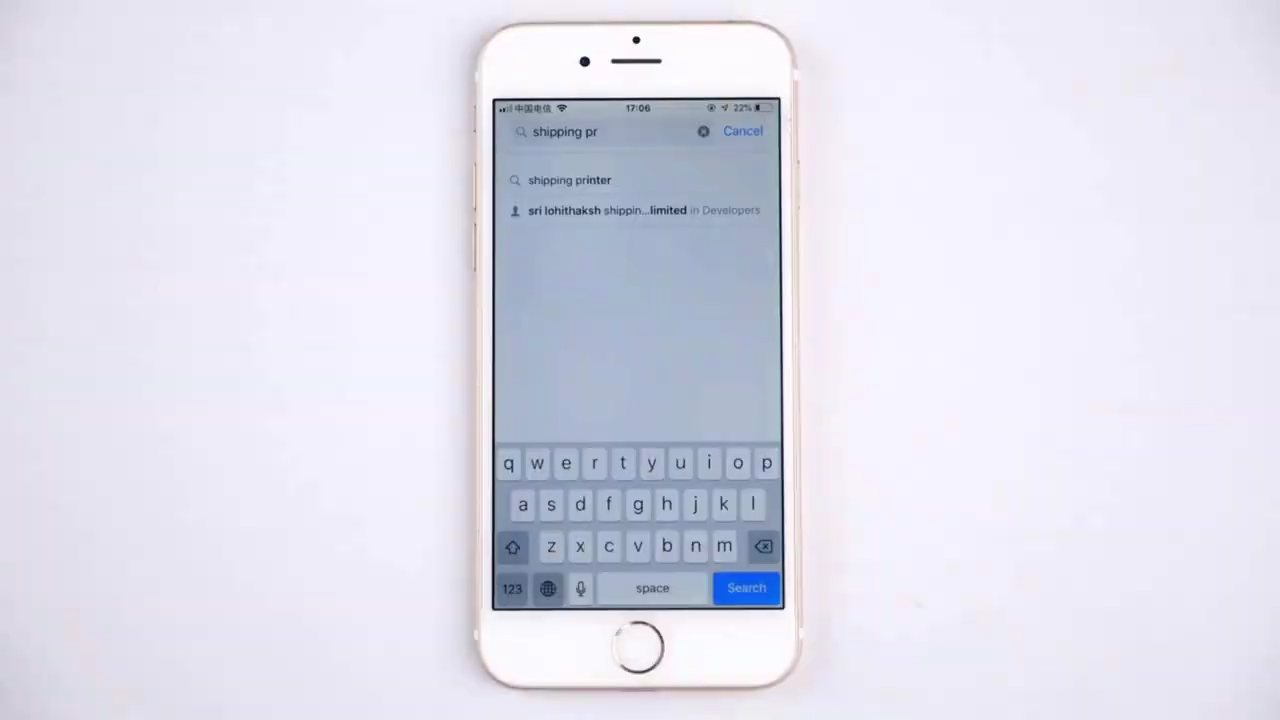 中国电信 17:06 22%
shipping pr Cancel
shipping printer
sri lohithaksh shippin...limited in Developers
q w e r t y u i o p
a s d f g h j k l
z x c v b n m
123 space Search